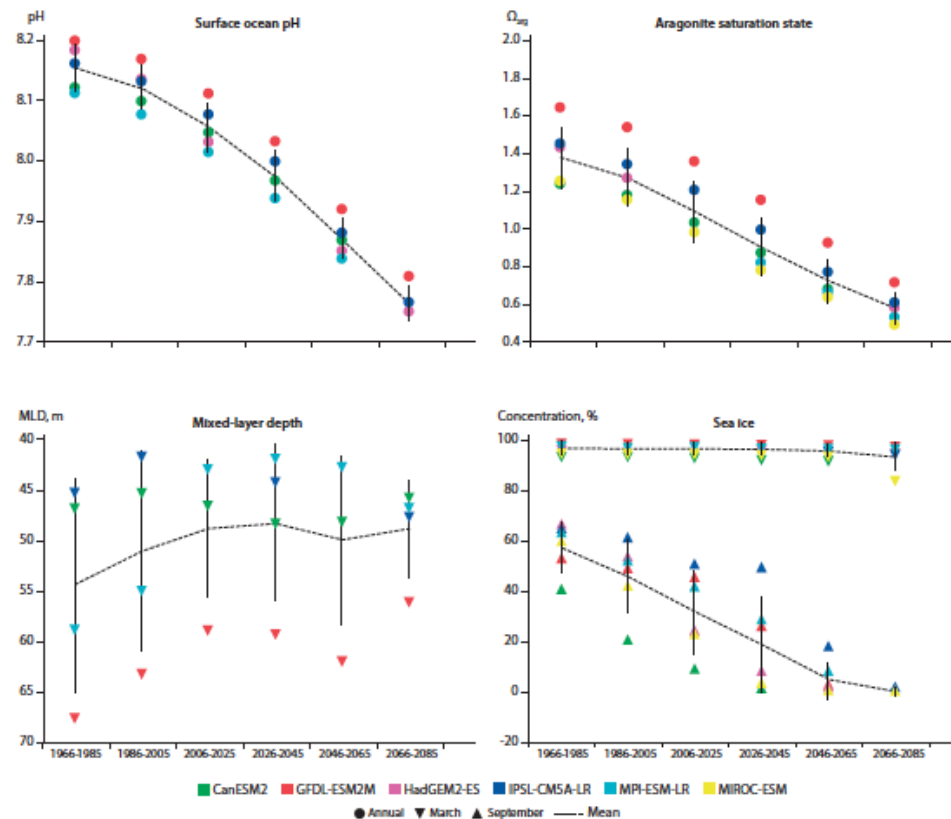 pH
Surface ocean pH
8.2
8.1
8.0
7.9
7.8
7.7
Ωarg
Aragonite saturation state
2.0
1.8
1.6
1.4
1.2
1.0
0.8
0.6
0.4
MLD, m
Mixed-layer depth
40
45
50
55
60
65
70
1966-1985 1986-2005 2006-2025 2026-2045 2046-2065 2066-2085
Concentration, %
Sea ice
100
80
60
40
20
0
-20
1966-1985 1986-2005 2006-2025 2026-2045 2046-2065 2066-2085
CanESM2 GFDL-ESM2M HadGEM2-ES IPSL-CM5A-LR MPI-ESM-LR MIROC-ESM
Annual March September Mean